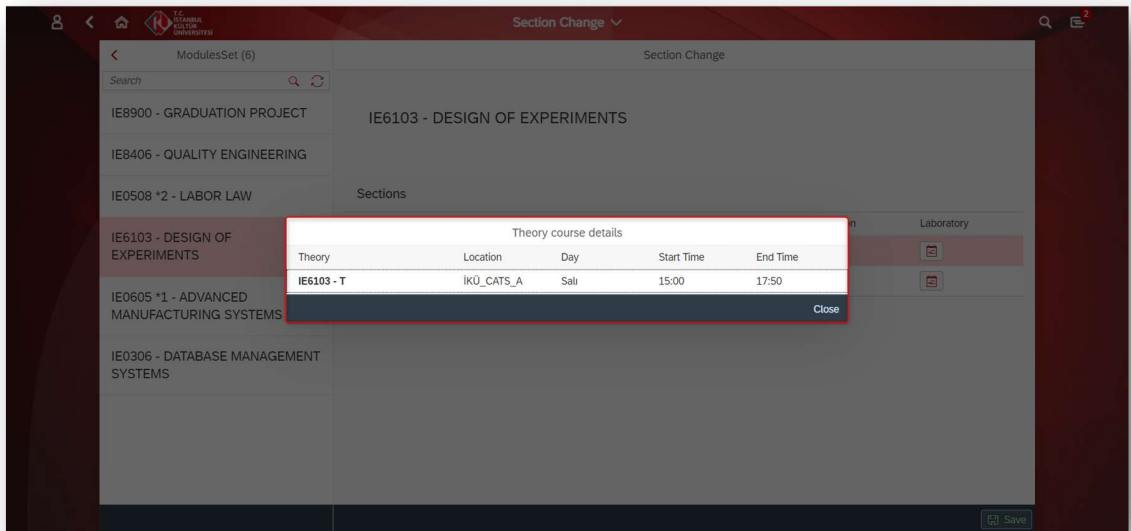 T.C.
İSTANBUL
KÜLTÜR
ÜNİVERSİTESİ
Section Change
2
ModulesSet (6)
Section Change
Search
IE8900 - GRADUATION PROJECT
IE8406 - QUALITY ENGINEERING
IE0508 *2 - LABOR LAW
IE6103 - DESIGN OF
EXPERIMENTS
IE0605 *1 - ADVANCED
MANUFACTURING SYSTEMS
IE0306 - DATABASE MANAGEMENT
SYSTEMS
IE6103 - DESIGN OF EXPERIMENTS
Sections
Laboratory
Theory course details
Theory Location Day Start Time End Time
IE6103 - T İKÜ_CATS_A Salı 15:00 17:50
Close
Save